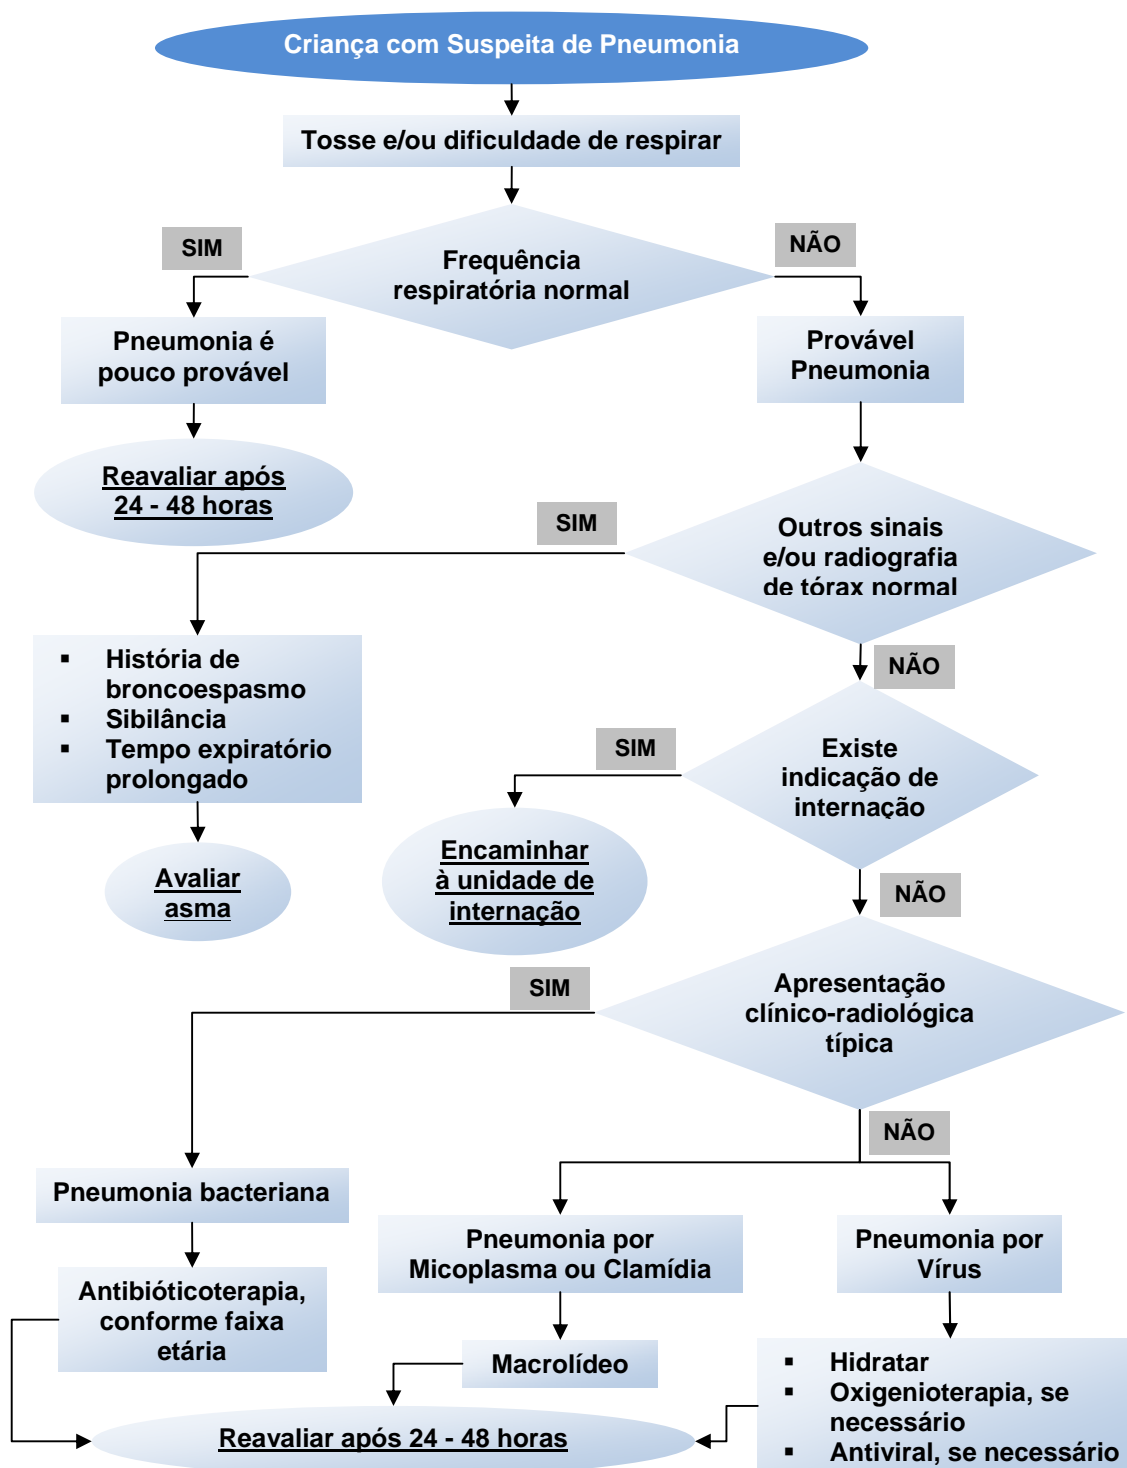 Criança com Suspeita de Pneumonia
Tosse e/ou dificuldade de respirar
SIM
NÃO
Frequência
respiratória normal
Pneumonia é
pouco provável
Provável
Pneumonia
Reavaliar após
24 - 48 horas
SIM
Outros sinais
e/ou radiografia
de tórax normal
▪ História de
broncoespasmo
▪ Sibilância
▪ Tempo expiratório
prolongado
NÃO
SIM
Existe
indicação de
internação
Avaliar
asma
Encaminhar
à unidade de
internação
NÃO
SIM
Apresentação
clínico-radiológica
típica
NÃO
Pneumonia bacteriana
Pneumonia por
Micoplasma ou Clamídia
Pneumonia por
Vírus
Antibióticoterapia,
conforme faixa
etária
Macrolídeo
▪ Hidratar
▪ Oxigenioterapia, se
necessário
▪ Antiviral, se necessário
Reavaliar após 24 - 48 horas